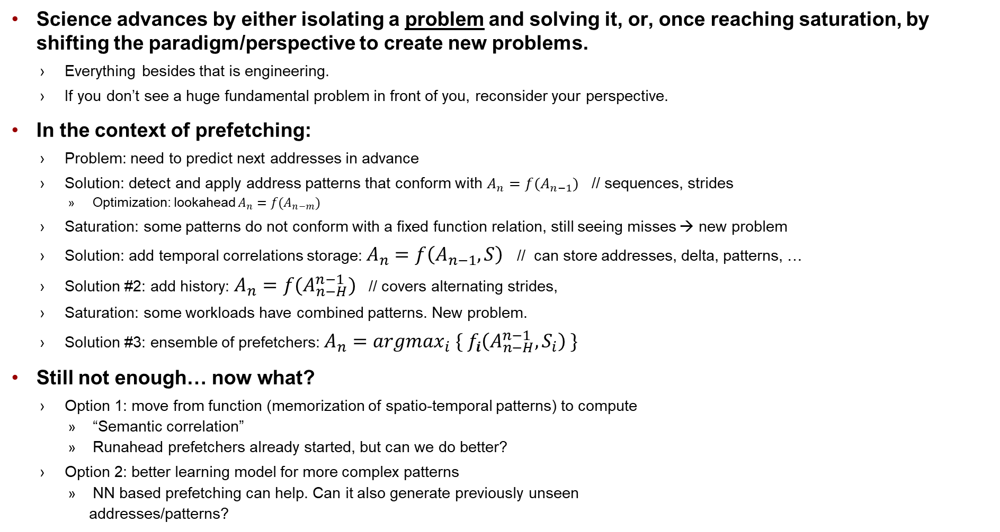 • Science advances by either isolating a problem and solving it, or, once reaching saturation, by
shifting the paradigm/perspective to create new problems.
› Everything besides that is engineering.
› If you don’t see a huge fundamental problem in front of you, reconsider your perspective.
• In the context of prefetching:
› Problem: need to predict next addresses in advance
› Solution: detect and apply address patterns that conform with $A_n = f(A_{n-1})$ // sequences, strides
» Optimization: lookahead $A_n = f(A_{n-m})$
› Saturation: some patterns do not conform with a fixed function relation, still seeing misses → new problem
› Solution: add temporal correlations storage: $A_n = f(A_{n-1}, S)$ // can store addresses, delta, patterns, …
› Solution #2: add history: $A_n = f(A_{n-H}^{n-1})$ // covers alternating strides,
› Saturation: some workloads have combined patterns. New problem.
› Solution #3: ensemble of prefetchers: $A_n = argmax_i \{ f_i(A_{n-H}^{n-1}, S_i) \}$
• Still not enough… now what?
› Option 1: move from function (memorization of spatio-temporal patterns) to compute
» “Semantic correlation”
» Runahead prefetchers already started, but can we do better?
› Option 2: better learning model for more complex patterns
» NN based prefetching can help. Can it also generate previously unseen
addresses/patterns?